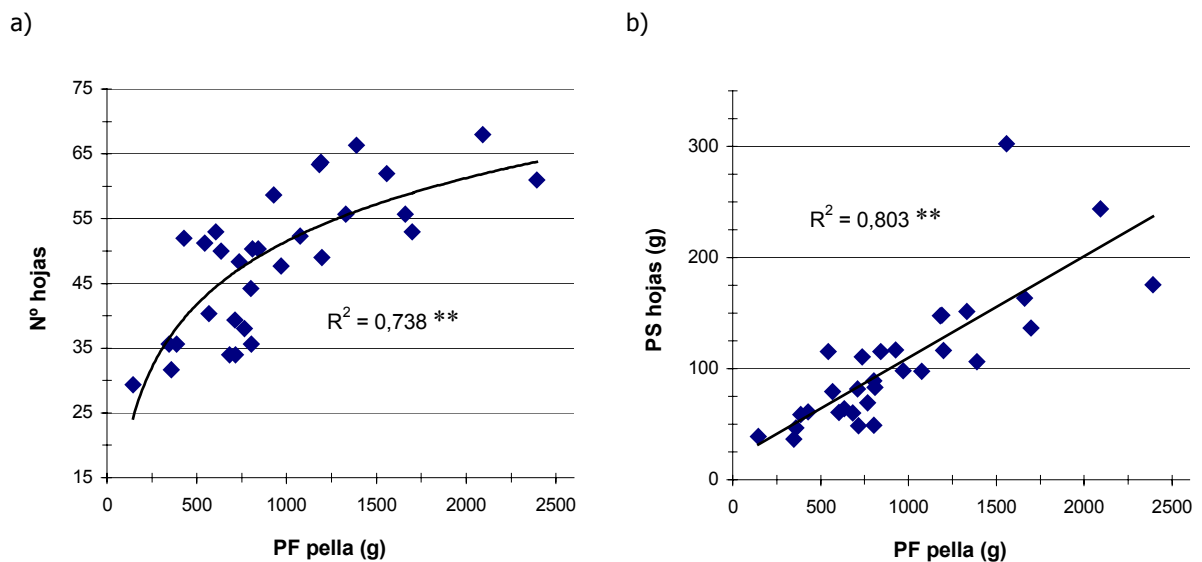 a)
75
65
55
45
35
25
15
Nº hojas
R² = 0,738 **
0 500 1000 1500 2000 2500
PF pella (g)
b)
300
200
100
0
PS hojas (g)
R² = 0,803 **
0 500 1000 1500 2000 2500
PF pella (g)